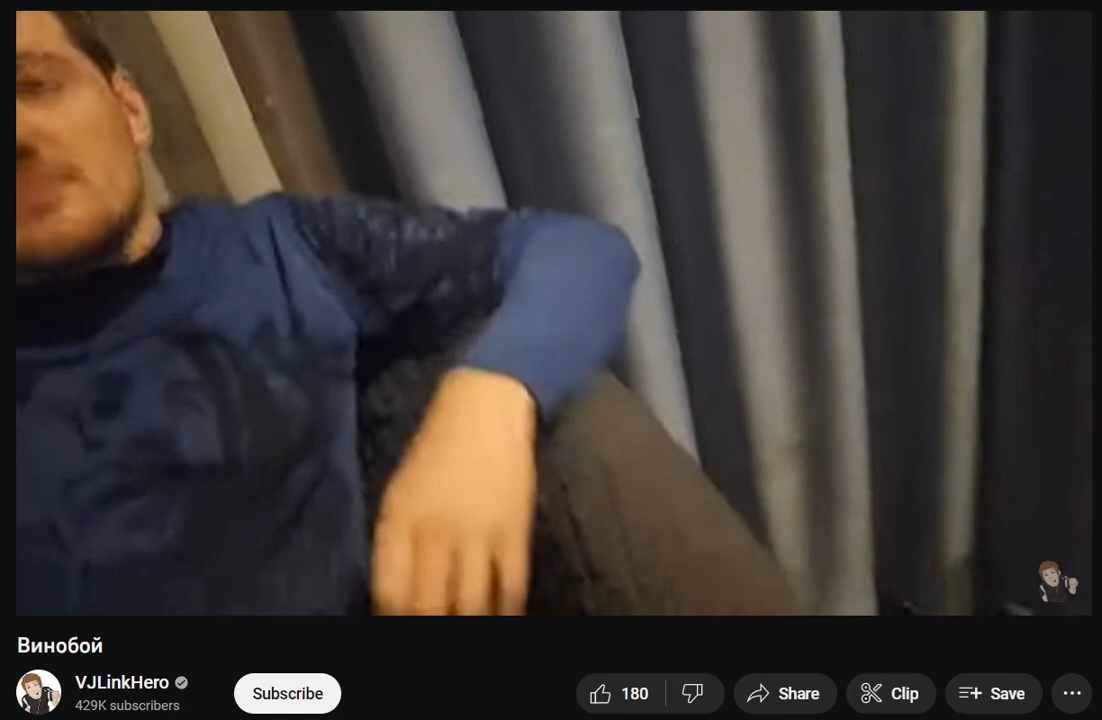 Винобой
VJLinkHero
429K subscribers
Subscribe
180
Share
Clip
Save